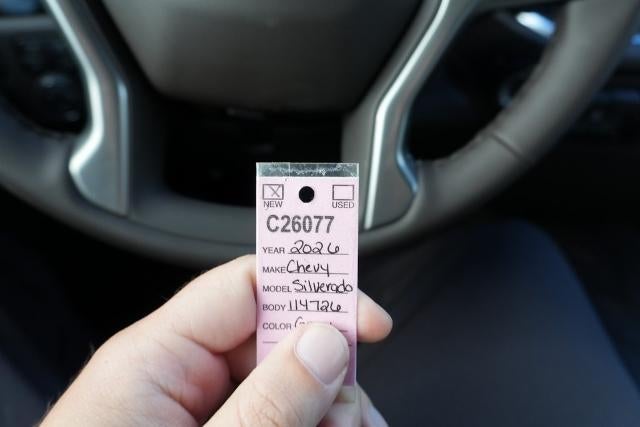 X
NEW USED
C26077
YEAR 2026
MAKE Chevy
MODEL Silverado
BODY 114726
COLOR